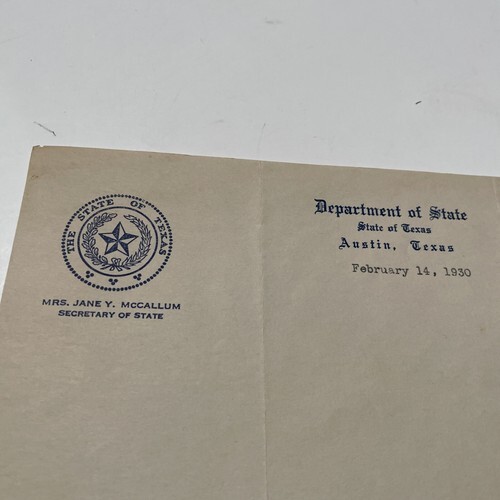 THE STATE OF TEXAS
MRS. JANE Y. McCALLUM
SECRETARY OF STATE
Department of State
State of Texas
Austin, Texas
February 14, 1930